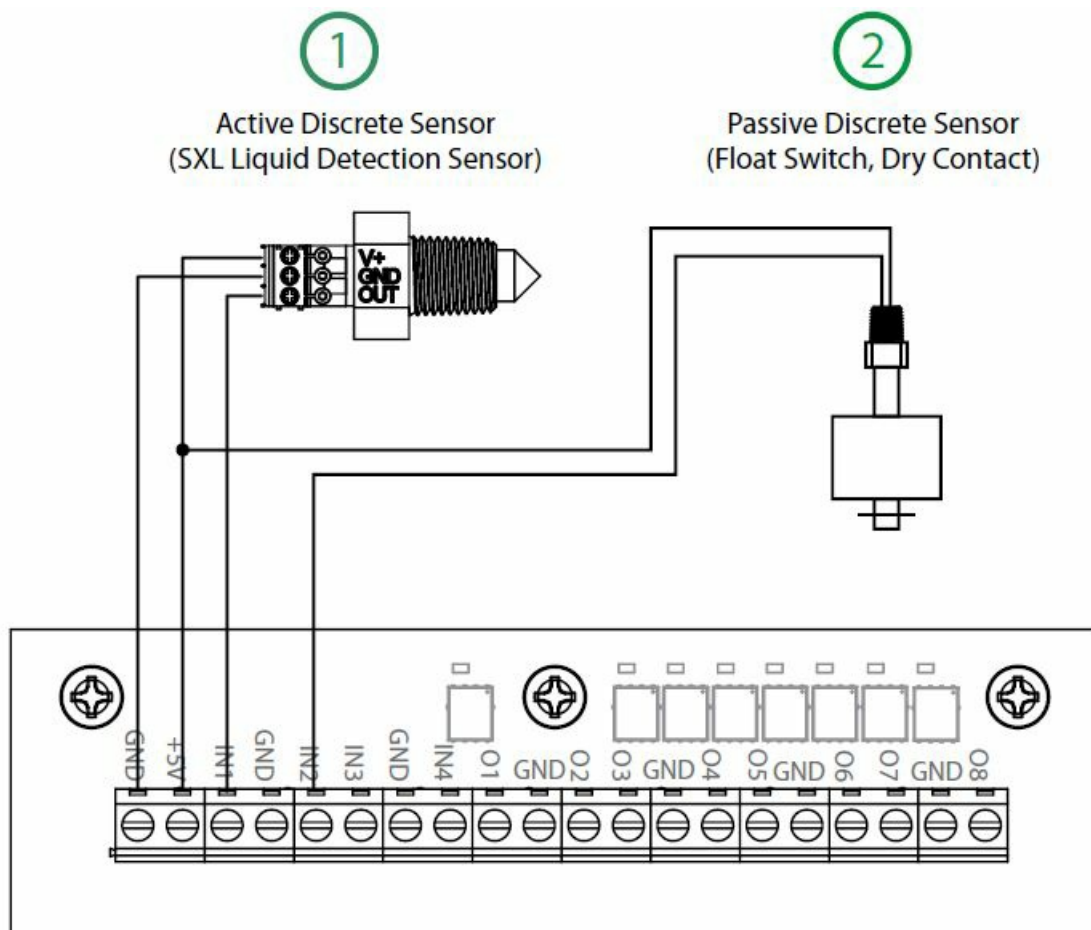 1
Active Discrete Sensor
(SXL Liquid Detection Sensor)
2
Passive Discrete Sensor
(Float Switch, Dry Contact)
V+
GND
OUT
GND +5V IN1 GND IN2 IN3 GND IN4 O1 GND O2 O3 GND O4 O5 GND O6 O7 GND O8